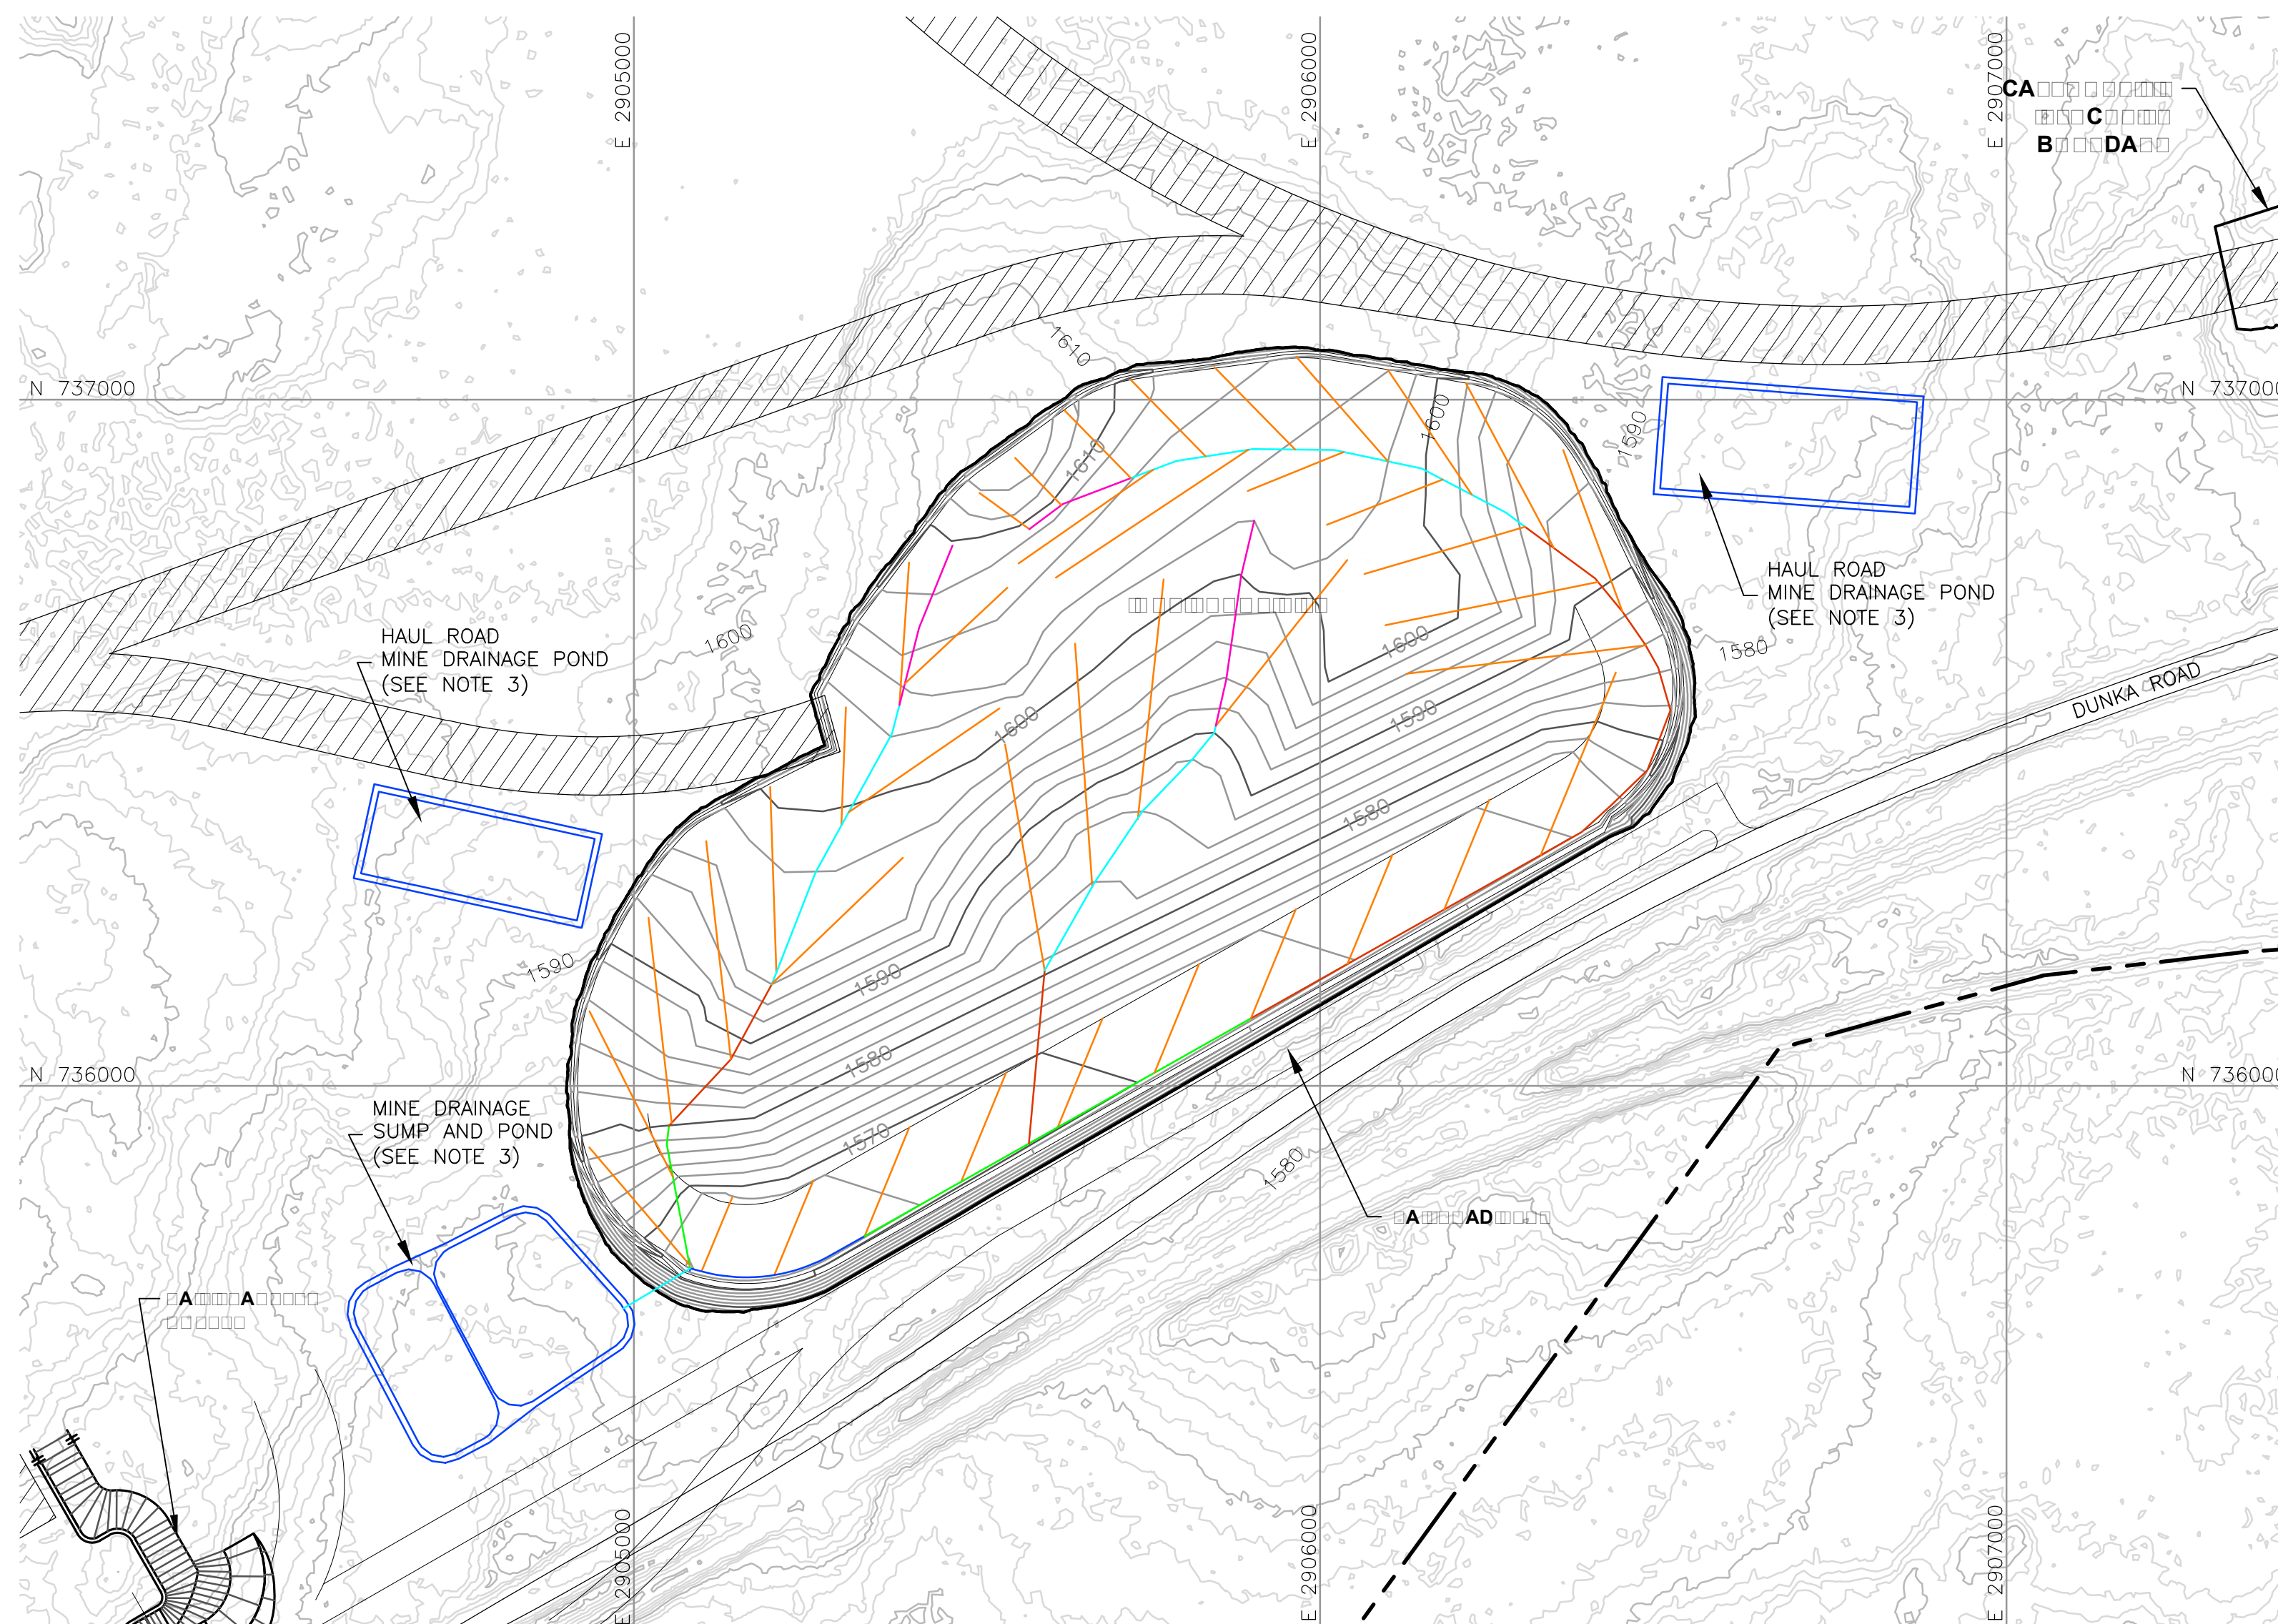 E 2905000
E 2906000
E 2907000
N 737000
N 73700
1610
1610
1600
1590
HAUL ROAD
MINE DRAINAGE POND
(SEE NOTE 3)
HAUL ROAD
MINE DRAINAGE POND
(SEE NOTE 3)
1600
1600
1580
DUNKA ROAD
1600
1590
1580
1590
1590
1580
N 736000
N 736000
MINE DRAINAGE
SUMP AND POND
(SEE NOTE 3)
1570
1580
E 2905000
E 2906000
E 2907000